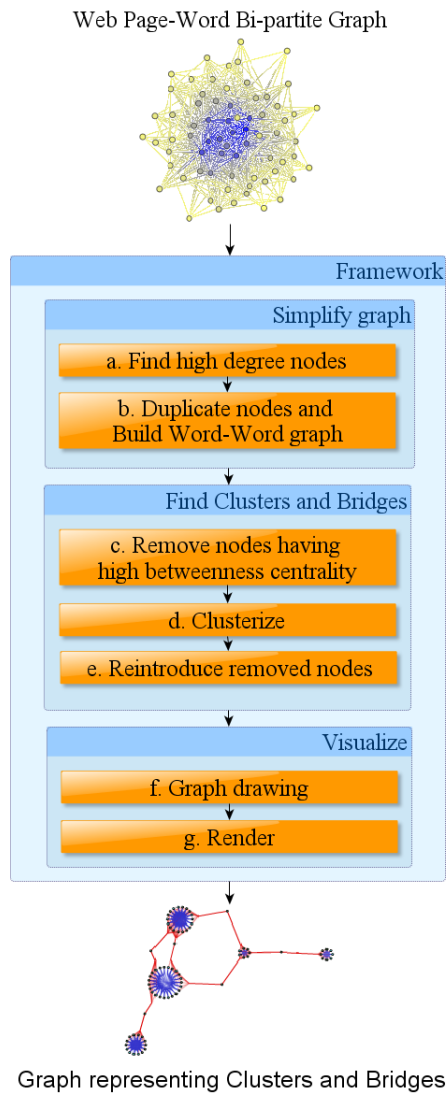 Web Page-Word Bi-partite Graph
Framework
Simplify graph
a. Find high degree nodes
b. Duplicate nodes and
Build Word-Word graph
Find Clusters and Bridges
c. Remove nodes having
high betweenness centrality
d. Clusterize
e. Reintroduce removed nodes
Visualize
f. Graph drawing
g. Render
Graph representing Clusters and Bridges